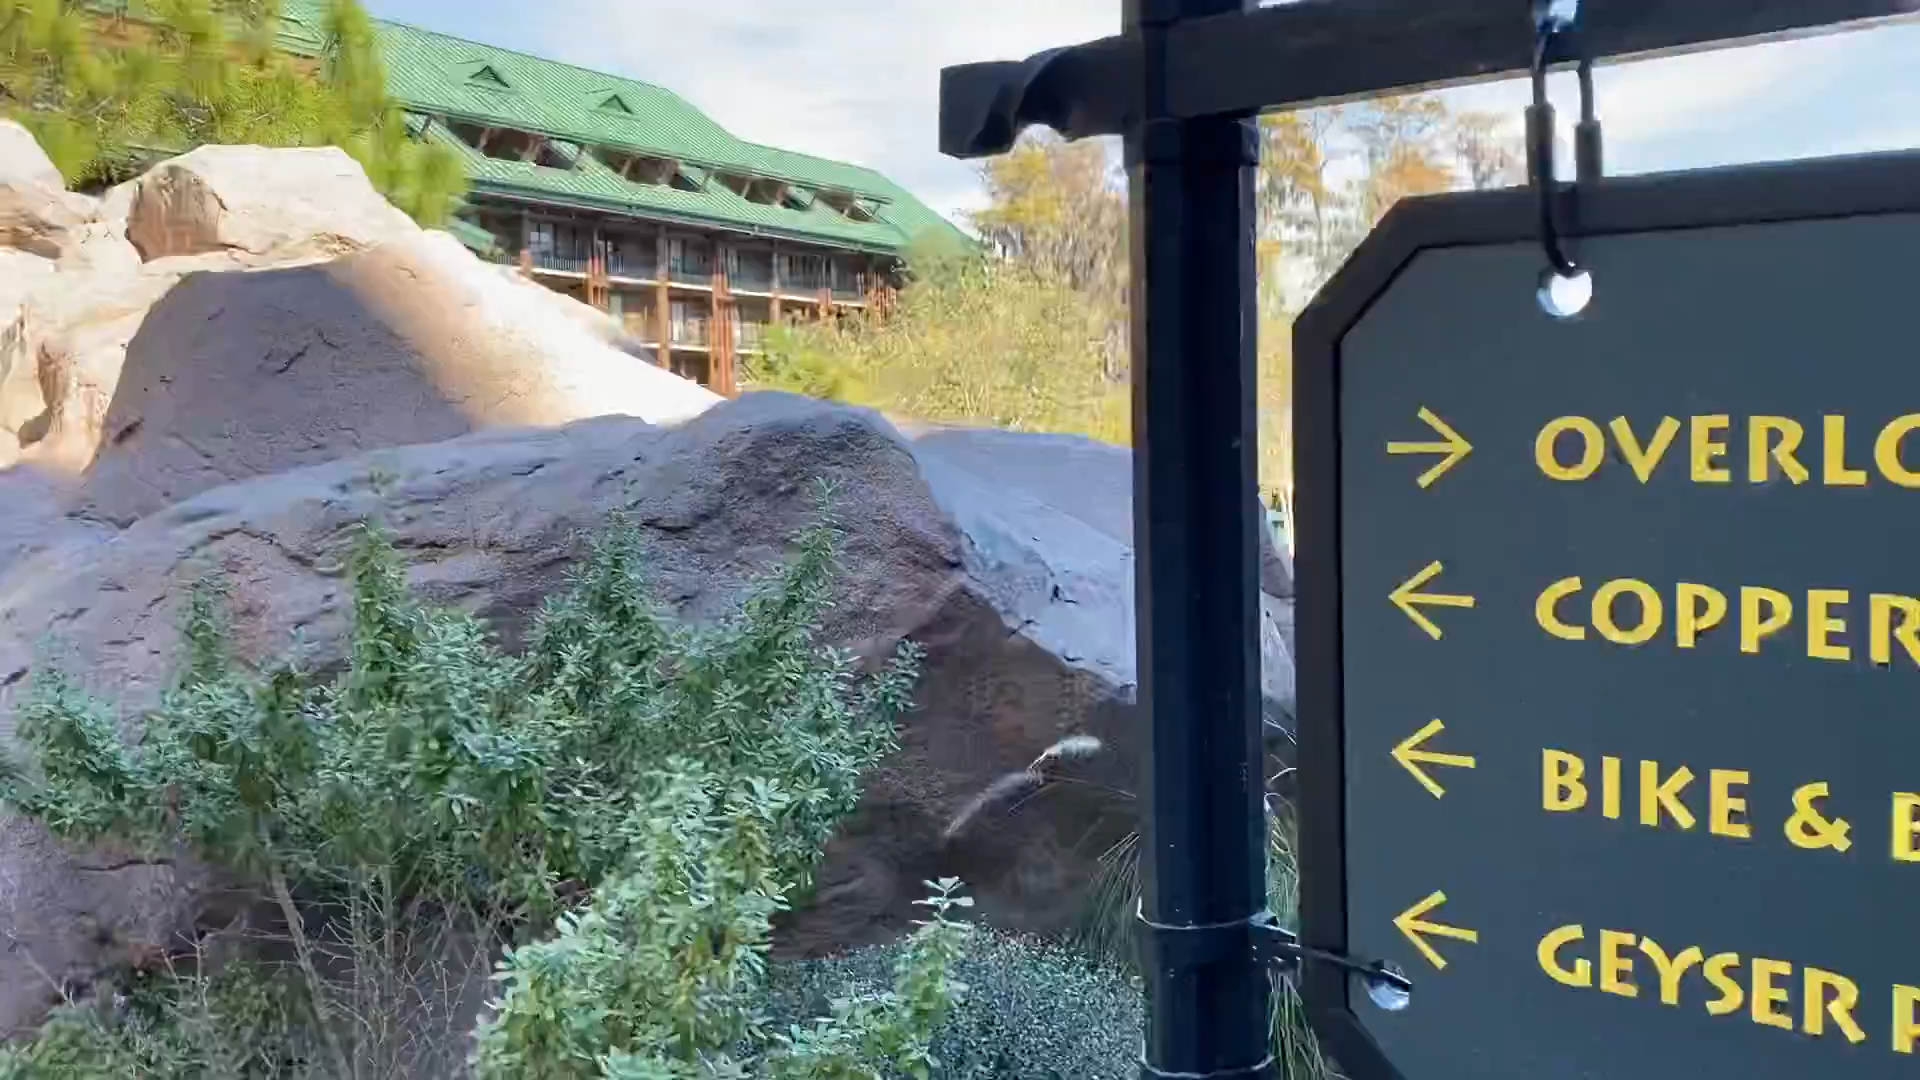 → OVERLO
← COPPER
← BIKE & B
← GEYSER P